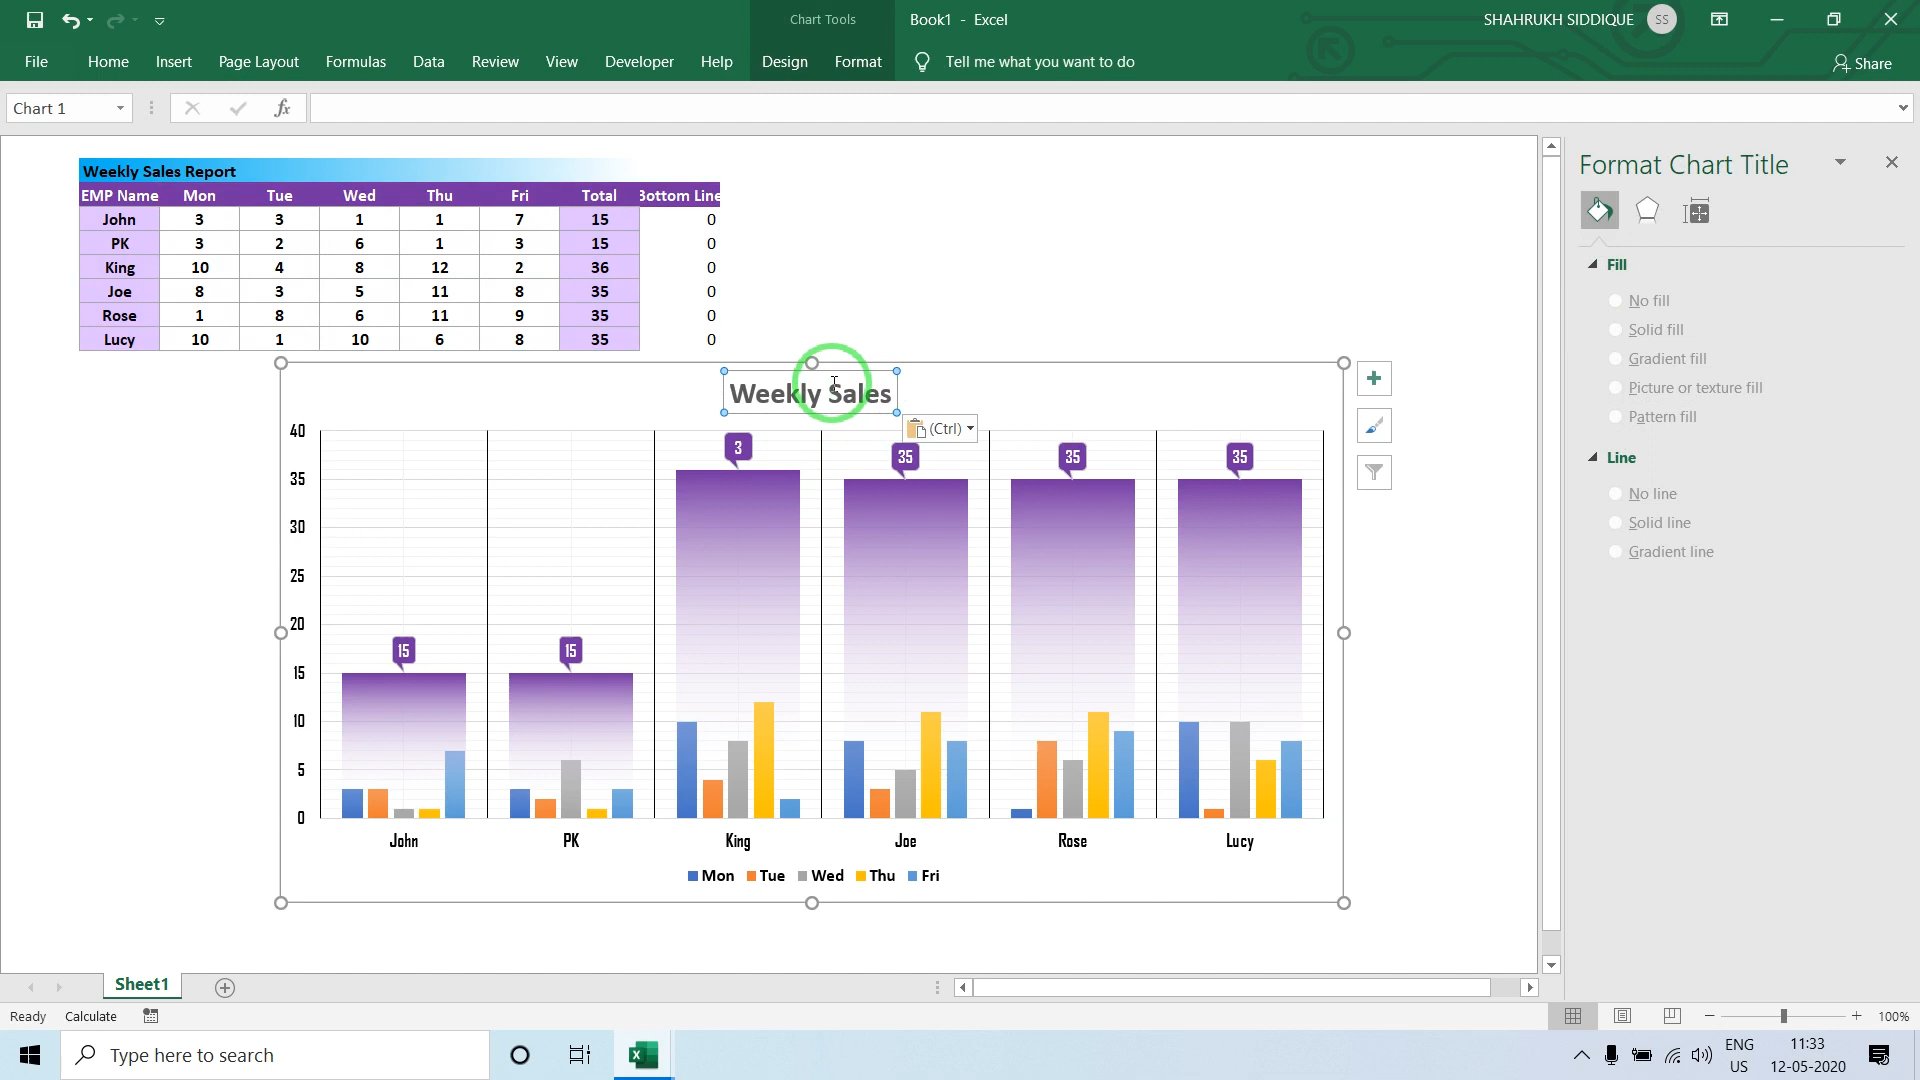 Chart Tools
Book1 - Excel
SHAHRUKH SIDDIQUE
SS
File Home Insert Page Layout Formulas Data Review View Developer Help Design Format Tell me what you want to do Share
Chart 1
fx
Weekly Sales Report
EMP Name Mon Tue Wed Thu Fri Total Bottom Line
John 3 3 1 1 7 15 0
PK 3 2 6 1 3 15 0
King 10 4 8 12 2 36 0
Joe 8 3 5 11 8 35 0
Rose 1 8 6 11 9 35 0
Lucy 10 1 10 6 8 35 0
Weekly Sales
(Ctrl)
40
35
30
25
20
15
10
5
0
15 15 3 35 35 35
John PK King Joe Rose Lucy
Mon Tue Wed Thu Fri
Format Chart Title
Fill
No fill
Solid fill
Gradient fill
Picture or texture fill
Pattern fill
Line
No line
Solid line
Gradient line
Sheet1
Ready Calculate
100%
Type here to search
ENG
US
11:33
12-05-2020